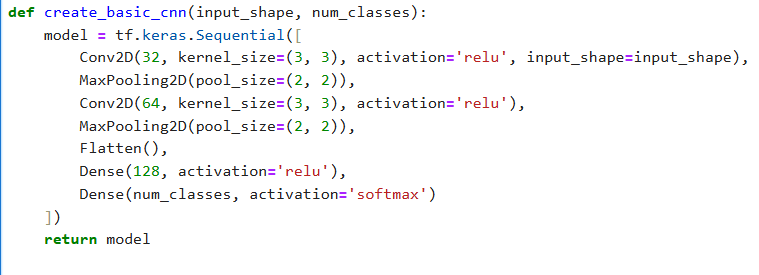 def create_basic_cnn(input_shape, num_classes):
    model = tf.keras.Sequential([
        Conv2D(32, kernel_size=(3, 3), activation='relu', input_shape=input_shape),
        MaxPooling2D(pool_size=(2, 2)),
        Conv2D(64, kernel_size=(3, 3), activation='relu'),
        MaxPooling2D(pool_size=(2, 2)),
        Flatten(),
        Dense(128, activation='relu'),
        Dense(num_classes, activation='softmax')
    ])
    return model